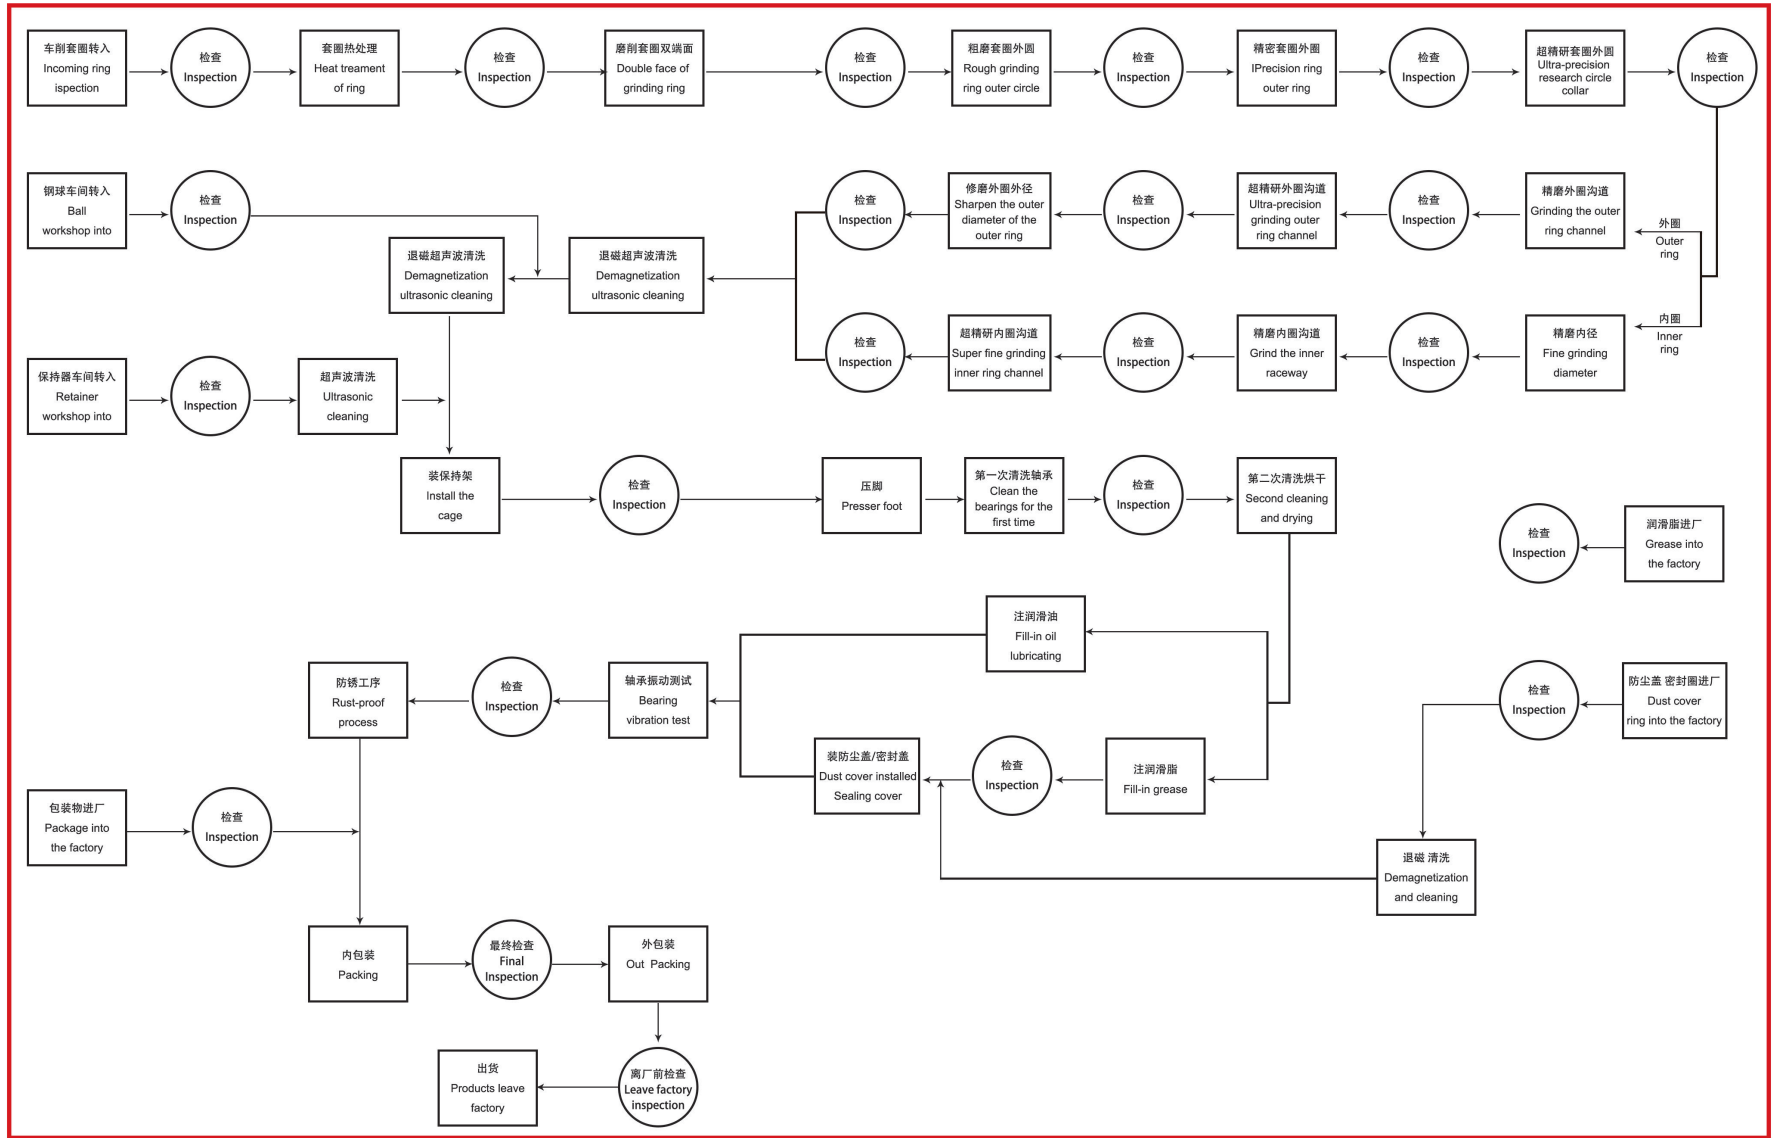 车削套圈转入
Incoming ring
ispection
检查
Inspection
套圈热处理
Heat treament
of ring
检查
Inspection
磨削套圈双端面
Double face of
grinding ring
检查
Inspection
粗磨套圈外圆
Rough grinding
ring outer circle
检查
Inspection
精密套圈外圈
IPrecision ring
outer ring
检查
Inspection
超精研套圈外圆
Ultra-precision
research circle
collar
检查
Inspection
钢球车间转入
Ball
workshop into
检查
Inspection
退磁超声波清洗
Demagnetization
ultrasonic cleaning
退磁超声波清洗
Demagnetization
ultrasonic cleaning
检查
Inspection
修磨外圈外径
Sharpen the outer
diameter of the
outer ring
检查
Inspection
超精研外圈沟道
Ultra-precision
grinding outer
ring channel
检查
Inspection
精磨外圈沟道
Grinding the outer
ring channel
外圈
Outer
ring
检查
Inspection
超精研内圈沟道
Super fine grinding
inner ring channel
检查
Inspection
精磨内圈沟道
Grind the inner
raceway
检查
Inspection
精磨内径
Fine grinding
diameter
内圈
Inner
ring
保持器车间转入
Retainer
workshop into
检查
Inspection
超声波清洗
Ultrasonic
cleaning
装保持架
Install the
cage
检查
Inspection
压脚
Presser foot
第一次清洗轴承
Clean the
bearings for the
first time
检查
Inspection
第二次清洗烘干
Second cleaning
and drying
检查
Inspection
润滑脂进厂
Grease into
the factory
注润滑油
Fill-in oil
lubricating
防锈工序
Rust-proof
process
检查
Inspection
轴承振动测试
Bearing
vibration test
检查
Inspection
防尘盖 密封圈进厂
Dust cover
ring into the factory
装防尘盖/密封盖
Dust cover installed
Sealing cover
检查
Inspection
注润滑脂
Fill-in grease
包装物进厂
Package into
the factory
检查
Inspection
退磁 清洗
Demagnetization
and cleaning
内包装
Packing
最终检查
Final
Inspection
外包装
Out Packing
出货
Products leave
factory
离厂前检查
Leave factory
inspection